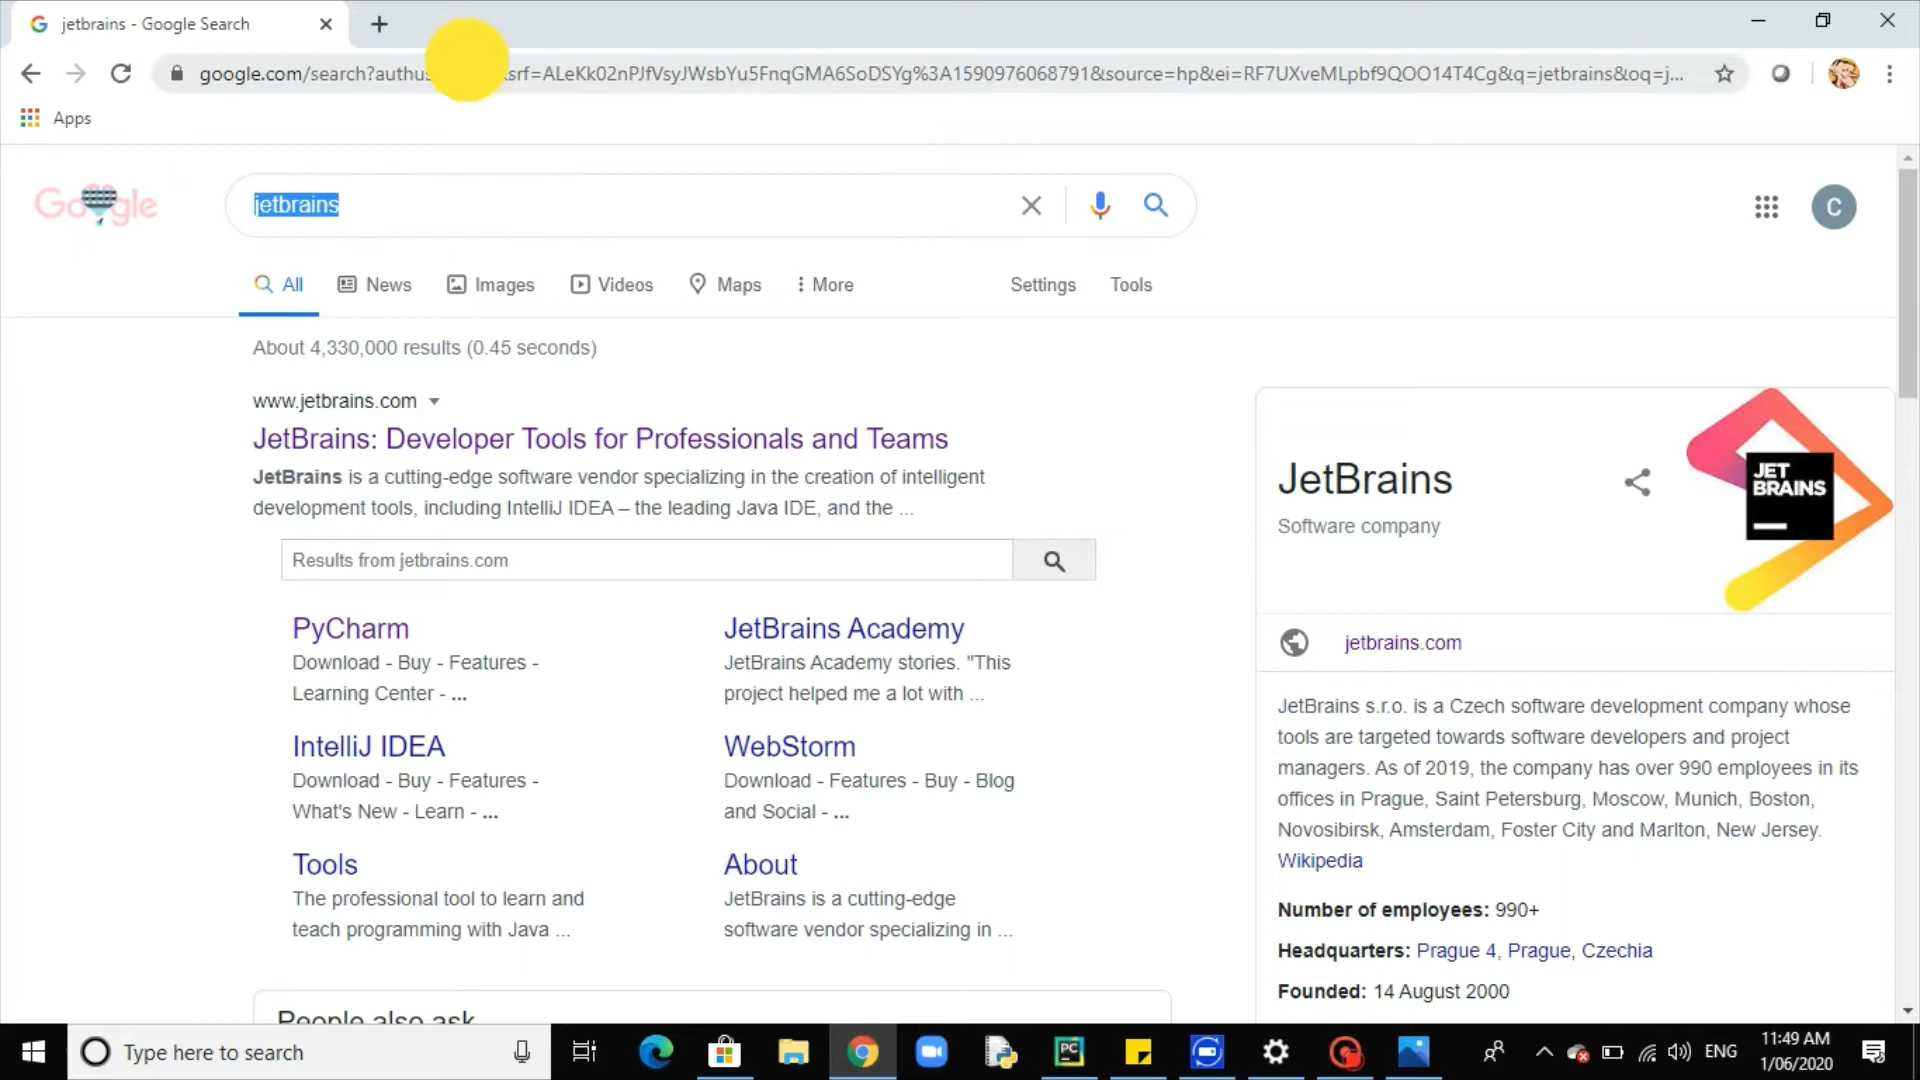 jetbrains - Google Search
google.com/search?authus
srf=ALeKk02nPJfVsyJWsbYu5FnqGMA6SoDSYg%3A1590976068791&source=hp&ei=RF7UXveMLpbf9QOO14T4Cg&q=jetbrains&oq=j...
Apps
Google
jetbrains
C
All
News
Images
Videos
Maps
More
Settings
Tools
About 4,330,000 results (0.45 seconds)
www.jetbrains.com
JetBrains: Developer Tools for Professionals and Teams
JetBrains is a cutting-edge software vendor specializing in the creation of intelligent
development tools, including IntelliJ IDEA – the leading Java IDE, and the ...
Results from jetbrains.com
PyCharm
Download - Buy - Features -
Learning Center - ...
JetBrains Academy
JetBrains Academy stories. "This
project helped me a lot with ...
IntelliJ IDEA
Download - Buy - Features -
What's New - Learn - ...
WebStorm
Download - Features - Buy - Blog
and Social - ...
Tools
The professional tool to learn and
teach programming with Java ...
About
JetBrains is a cutting-edge
software vendor specializing in ...
People also ask
JetBrains
Software company
JET
BRAINS
jetbrains.com
JetBrains s.r.o. is a Czech software development company whose
tools are targeted towards software developers and project
managers. As of 2019, the company has over 990 employees in its
offices in Prague, Saint Petersburg, Moscow, Munich, Boston,
Novosibirsk, Amsterdam, Foster City and Marlton, New Jersey.
Wikipedia
Number of employees: 990+
Headquarters: Prague 4, Prague, Czechia
Founded: 14 August 2000
Type here to search
PC
ENG
11:49 AM
1/06/2020